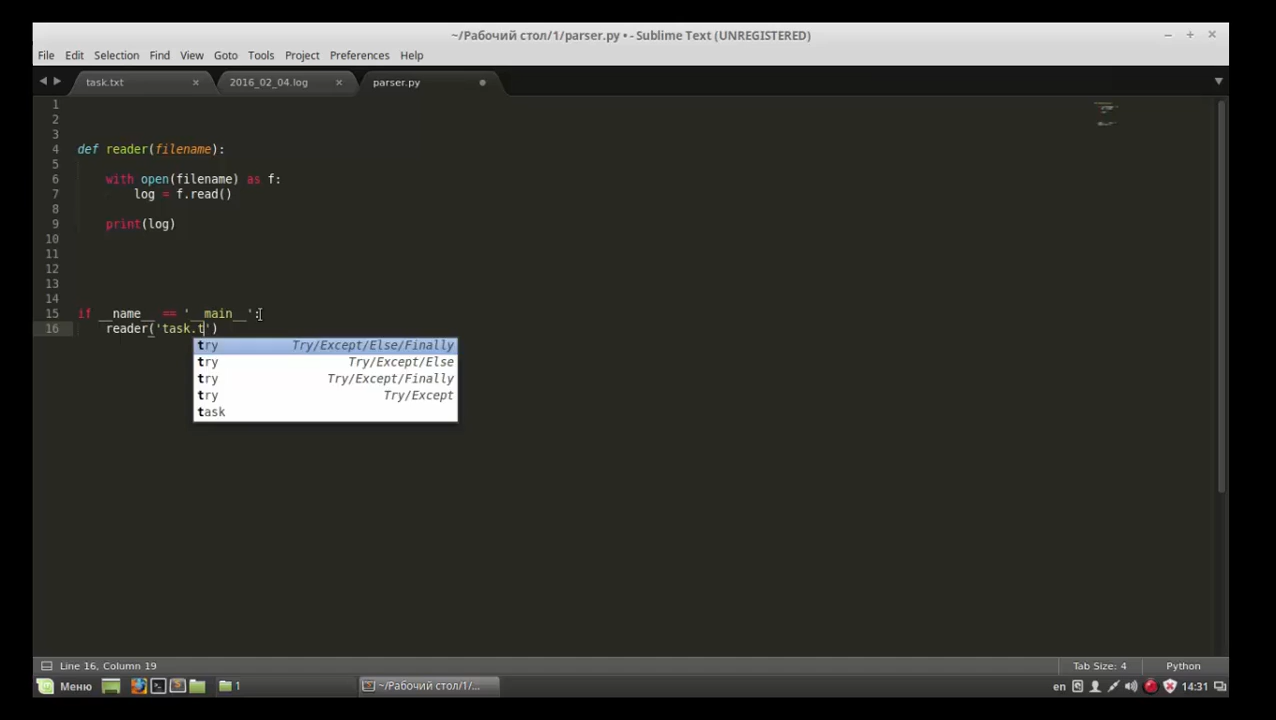 ~/Рабочий стол/1/parser.py • - Sublime Text (UNREGISTERED)
File Edit Selection Find View Goto Tools Project Preferences Help
task.txt 2016_02_04.log parser.py
1
2
3
4 def reader(filename):
5
6 with open(filename) as f:
7 log = f.read()
8
9 print(log)
10
11
12
13
14
15 if __name__ == '__main__':
16 reader('task.t')
try Try/Except/Else/Finally
try Try/Except/Else
try Try/Except/Finally
try Try/Except
task
Line 16, Column 19 Tab Size: 4 Python
Меню 1 ~/Рабочий стол/1/... en 14:31